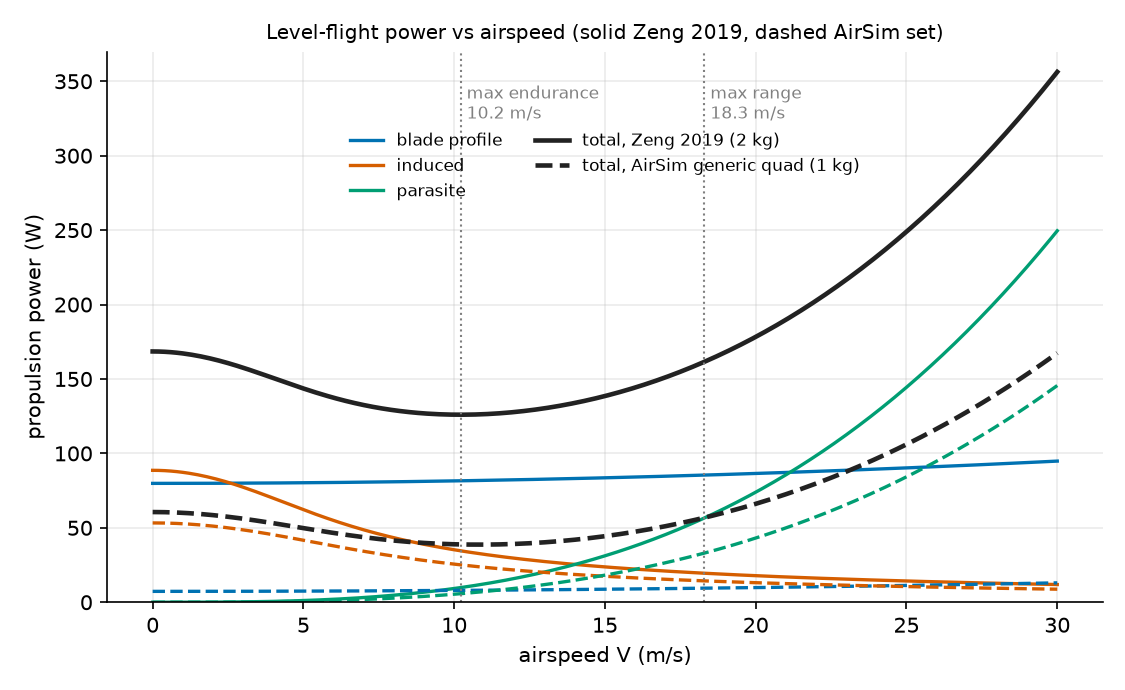 Level-flight power vs airspeed (solid Zeng 2019, dashed AirSim set)
max endurance
10.2 m/s
max range
18.3 m/s
blade profile
induced
parasite
total, Zeng 2019 (2 kg)
total, AirSim generic quad (1 kg)
propulsion power (W)
350
300
250
200
150
100
50
0
0 5 10 15 20 25 30
airspeed V (m/s)